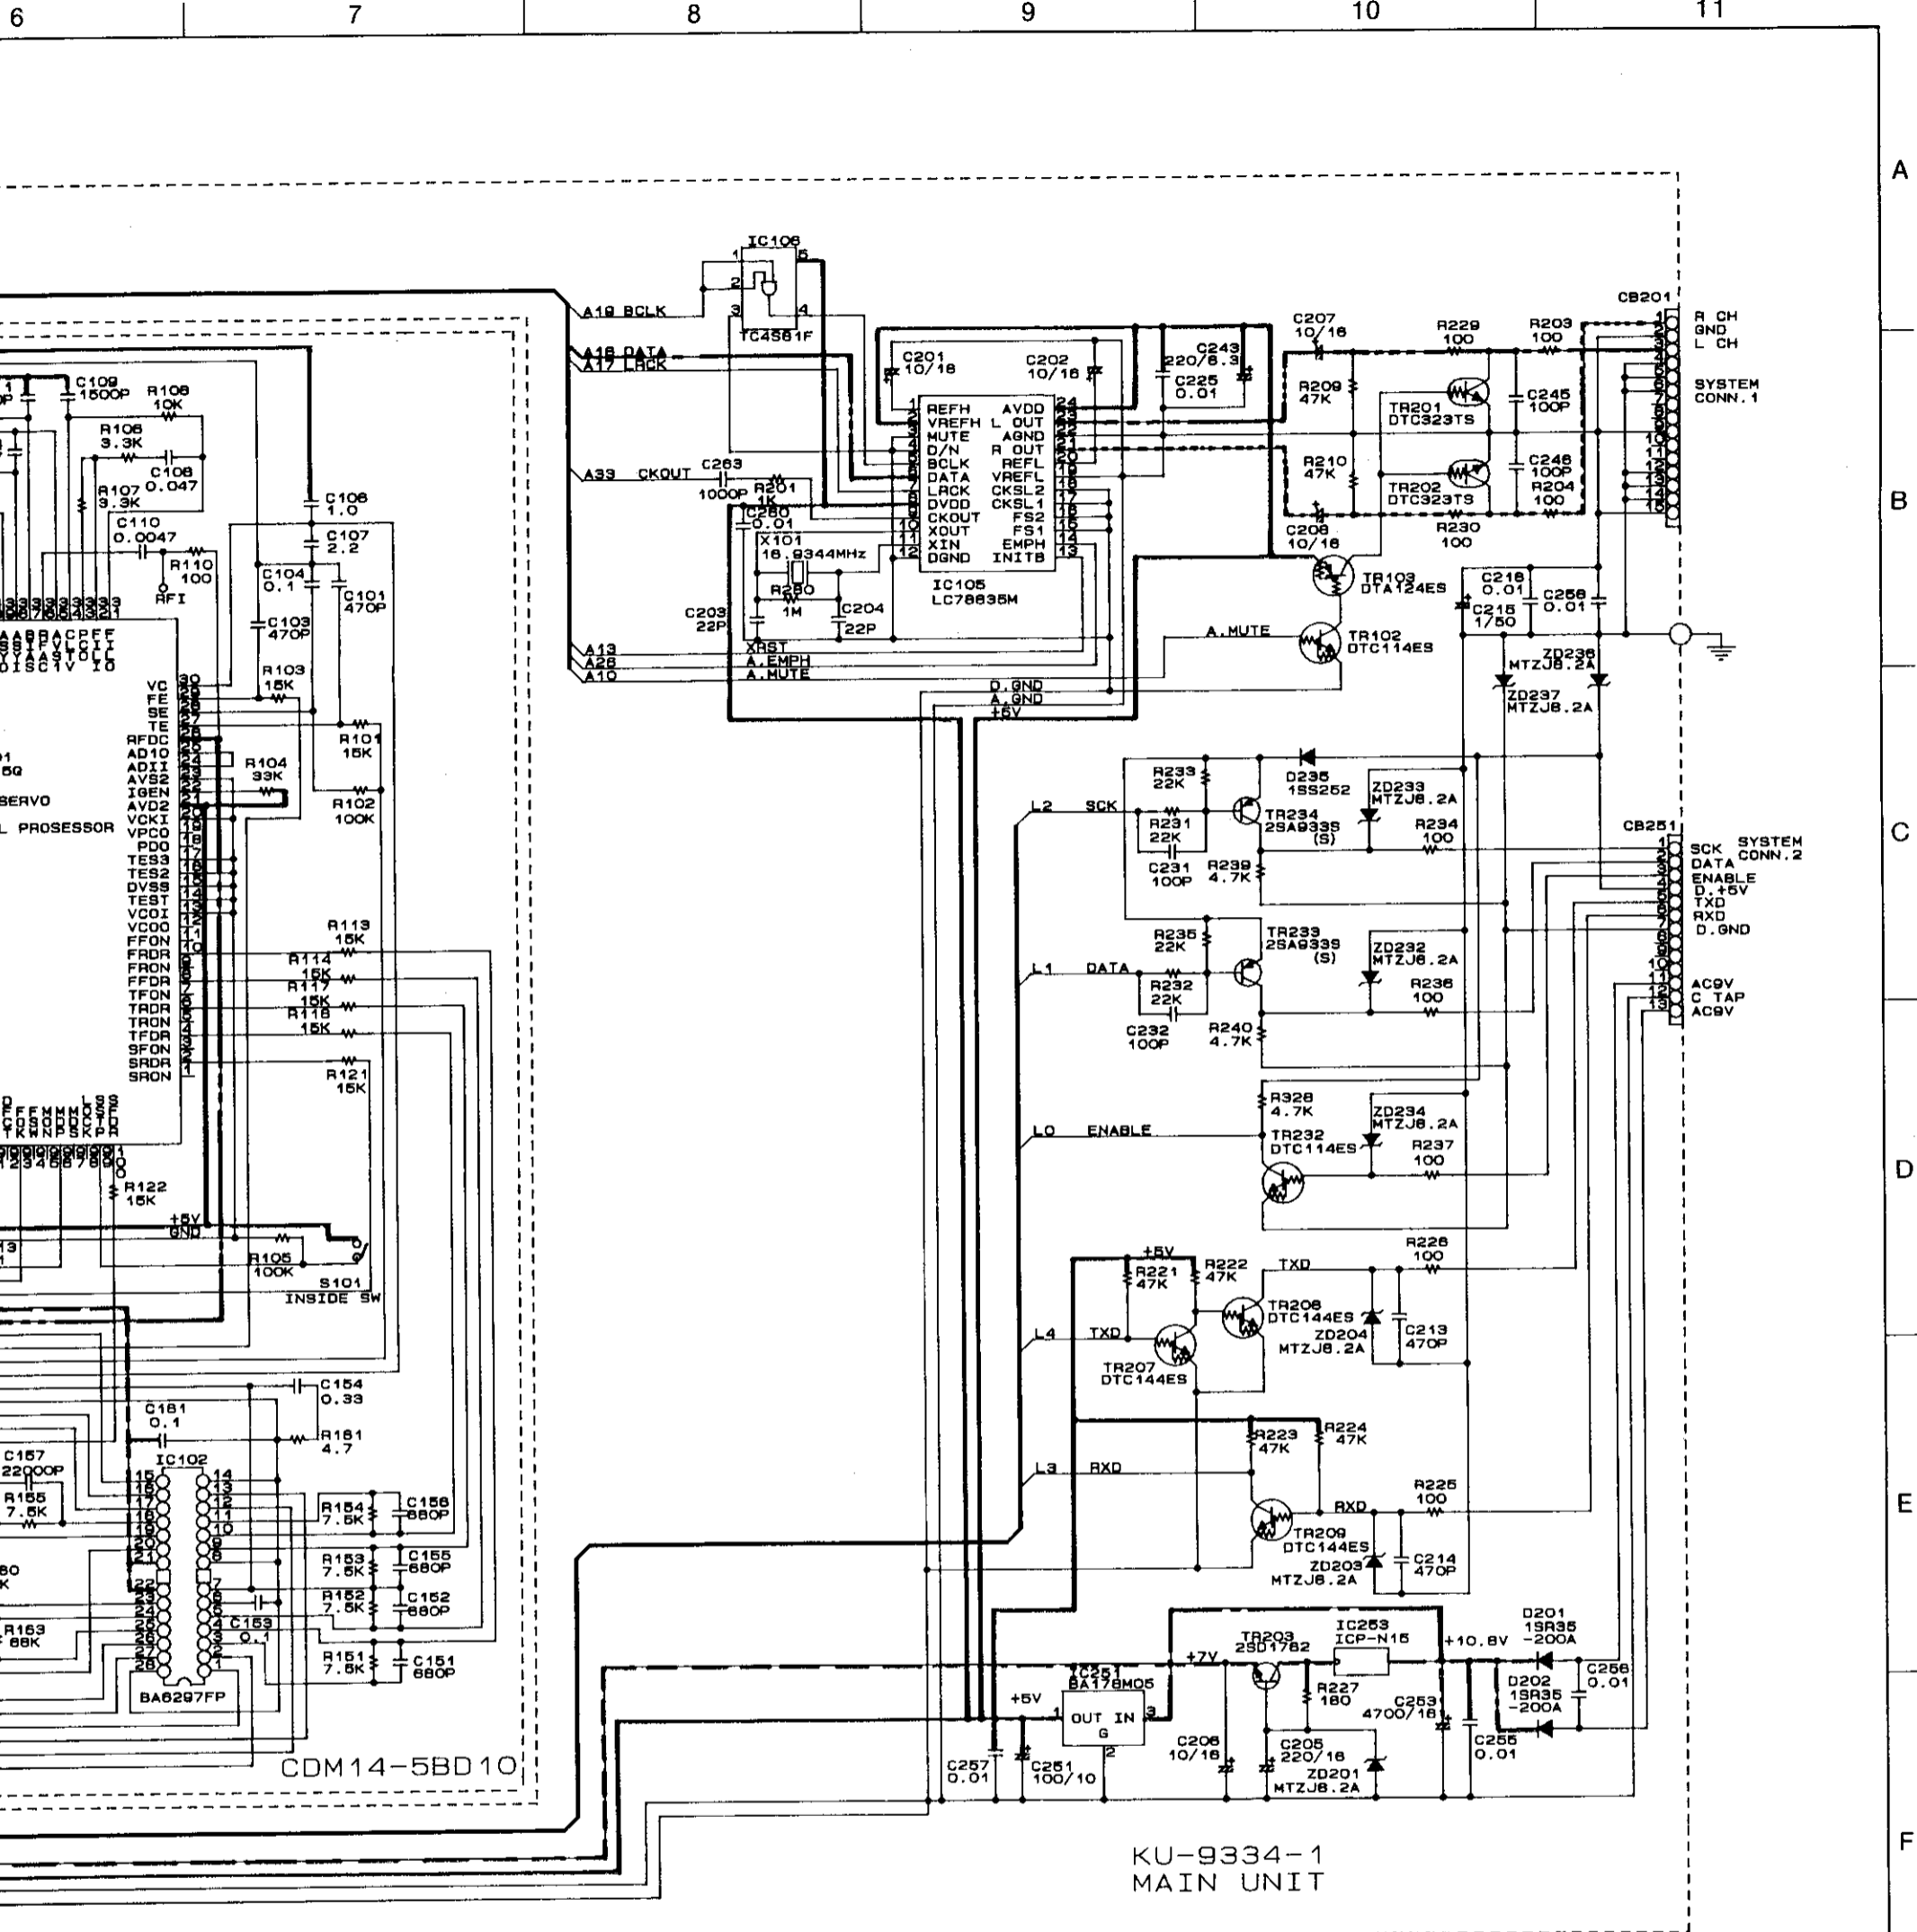 6 7 8 9 10 11
A
B
C
D
E
F
IC106
1
2
3
4
5
TC4S81F
A19 BCLK
A18 DATA
A17 LRCK
A33 CKOUT
C263
1000P
R201
1K
C260
0.01
X101
16.9344MHz
R280
1M
C203
22P
C204
22P
A13 XRST
A26 A.EMPH
A10 A.MUTE
D.GND
A.GND
+5V
C201
10/16
C202
10/16
C243
220/6.3
C225
0.01
REFH AVDD
VREFH L OUT
MUTE AGND
D/N R OUT
BCLK REFL
DATA VREFL
LRCK CKSL2
DVDD CKSL1
CKOUT FS2
XOUT FS1
XIN EMPH
DGND INITB
IC105
LC78835M
C207
10/16
R209
47K
R210
47K
C208
10/16
R229
100
R203
100
TR201
DTC323TS
C245
100P
TR202
DTC323TS
C246
100P
R204
100
R230
100
CB201
R CH
GND
L CH
SYSTEM
CONN.1
TR103
DTA124ES
A.MUTE
TR102
DTC114ES
C216
0.01
C215
1/50
C258
0.01
ZD236
MTZJ8.2A
ZD237
MTZJ8.2A
C109
1500P
R108
10K
R106
3.3K
C108
0.047
R107
3.3K
C110
0.0047
R110
100
RFI
C106
1.0
C107
2.2
C104
0.1
C101
470P
C103
470P
R103
15K
VC
FE
SE
TE
RFDC
AD10
ADII
AVS2
IGEN
AVD2
VCKI
VPCO
PDO
TES3
TES2
DVSS
TEST
VCOI
VCOO
FFON
FRDR
FRON
FFDR
TFON
TRDR
TRON
TFDR
SFON
SRDR
SRON
SERVO
L PROSESSOR
R101
15K
R104
33K
R102
100K
R113
15K
R114
15K
R117
15K
R118
15K
R121
15K
R122
15K
+5V
GND
R105
100K
S101
INSIDE SW
C154
0.33
C161
0.1
R161
4.7
C157
22000P
R155
7.5K
IC102
BA6297FP
R154
7.5K
C156
680P
R153
7.5K
C155
680P
R152
7.5K
C152
680P
C153
0.1
R151
7.5K
C151
680P
R163
68K
CDM14-5BD10
L2 SCK
R233
22K
R231
22K
C231
100P
D235
1SS252
TR234
2SA933S
(S)
R239
4.7K
ZD233
MTZJ8.2A
R234
100
CB251
SCK
DATA
ENABLE
D.+5V
TXD
RXD
D.GND
AC9V
C TAP
AC9V
SYSTEM
CONN.2
L1 DATA
R235
22K
R232
22K
C232
100P
TR233
2SA933S
(S)
R240
4.7K
ZD232
MTZJ8.2A
R236
100
L0 ENABLE
R328
4.7K
TR232
DTC114ES
ZD234
MTZJ8.2A
R237
100
+5V
R221
47K
R222
47K
TXD
R226
100
TR208
DTC144ES
ZD204
MTZJ8.2A
C213
470P
L4 TXD
TR207
DTC144ES
R223
47K
R224
47K
L3 RXD
RXD
R225
100
TR209
DTC144ES
ZD203
MTZJ8.2A
C214
470P
TR203
2SD1762
+7V
IC253
ICP-N15
+10.8V
D201
1SR35
-200A
D202
1SR35
-200A
C256
0.01
IC251
BA178M05
+5V
1 OUT IN 3
G
2
R227
180
C253
4700/16
C255
0.01
C257
0.01
C251
100/10
C206
10/16
C205
220/16
ZD201
MTZJ8.2A
KU-9334-1
MAIN UNIT